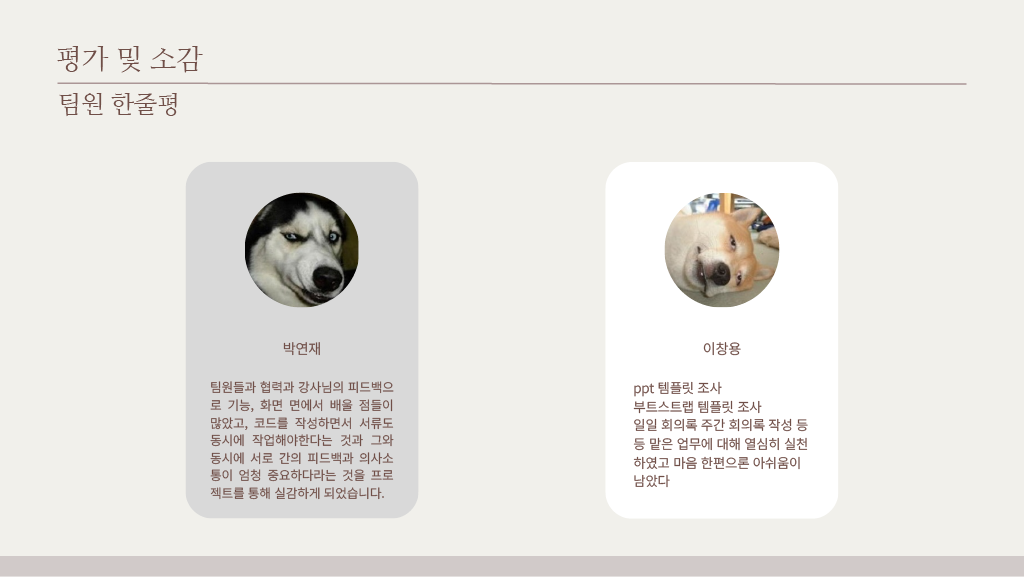 평가 및 소감
팀원 한줄평
박연재
팀원들과 협력과 강사님의 피드백으
로 기능, 화면 면에서 배울 점들이
많았고, 코드를 작성하면서 서류도
동시에 작업해야한다는 것과 그와
동시에 서로 간의 피드백과 의사소
통이 엄청 중요하다라는 것을 프로
젝트를 통해 실감하게 되었습니다.
이창용
ppt 템플릿 조사
부트스트랩 템플릿 조사
일일 회의록 주간 회의록 작성 등
등 맡은 업무에 대해 열심히 실천
하였고 마음 한편으론 아쉬움이
남았다